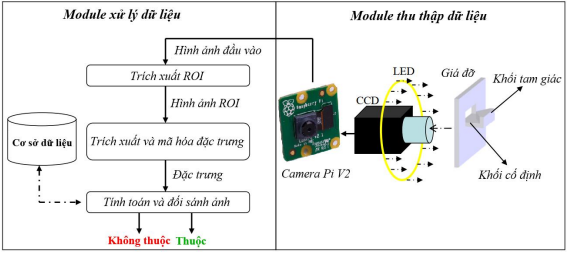 Module xử lý dữ liệu
Hình ảnh đầu vào
Trích xuất ROI
Hình ảnh ROI
Trích xuất và mã hóa đặc trưng
Cơ sở dữ liệu
Đặc trưng
Tính toán và đối sánh ảnh
Không thuộc
Thuộc
Module thu thập dữ liệu
LED
CCD
Giá đỡ
Khối tam giác
Camera Pi V2
Khối cố định